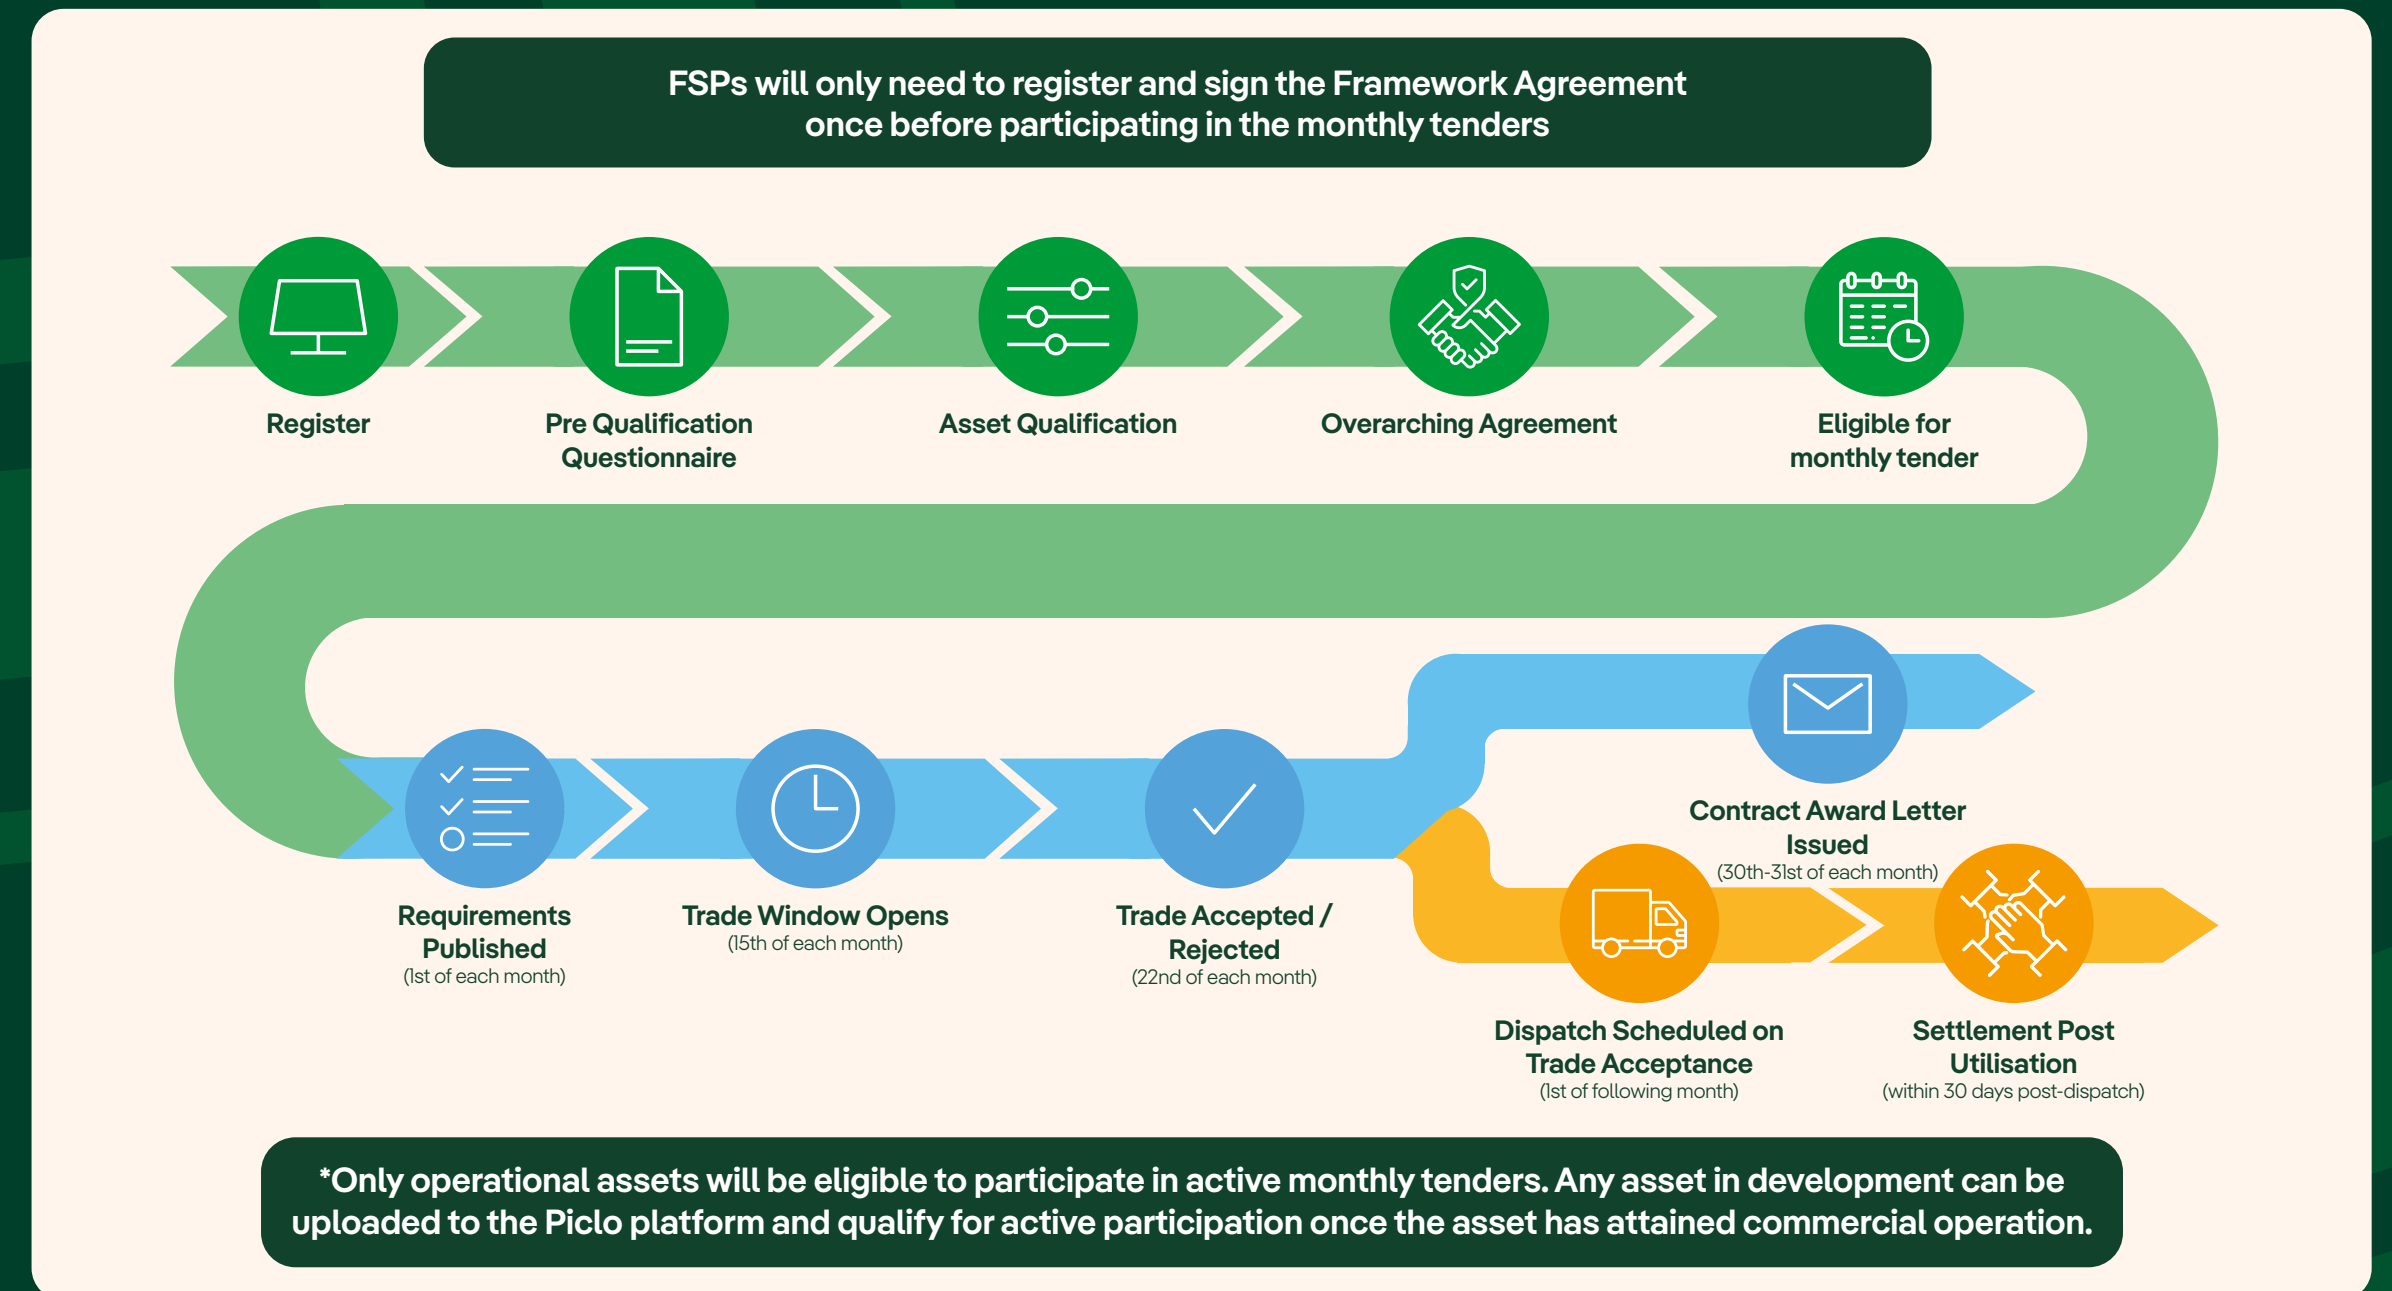 FSPs will only need to register and sign the Framework Agreement
once before participating in the monthly tenders
Register
Pre Qualification
Questionnaire
Asset Qualification
Overarching Agreement
Eligible for
monthly tender
Contract Award Letter
Issued
(30th-31st of each month)
Requirements
Published
(1st of each month)
Trade Window Opens
(15th of each month)
Trade Accepted /
Rejected
(22nd of each month)
Dispatch Scheduled on
Trade Acceptance
(1st of following month)
Settlement Post
Utilisation
(within 30 days post-dispatch)
*Only operational assets will be eligible to participate in active monthly tenders. Any asset in development can be
uploaded to the Piclo platform and qualify for active participation once the asset has attained commercial operation.